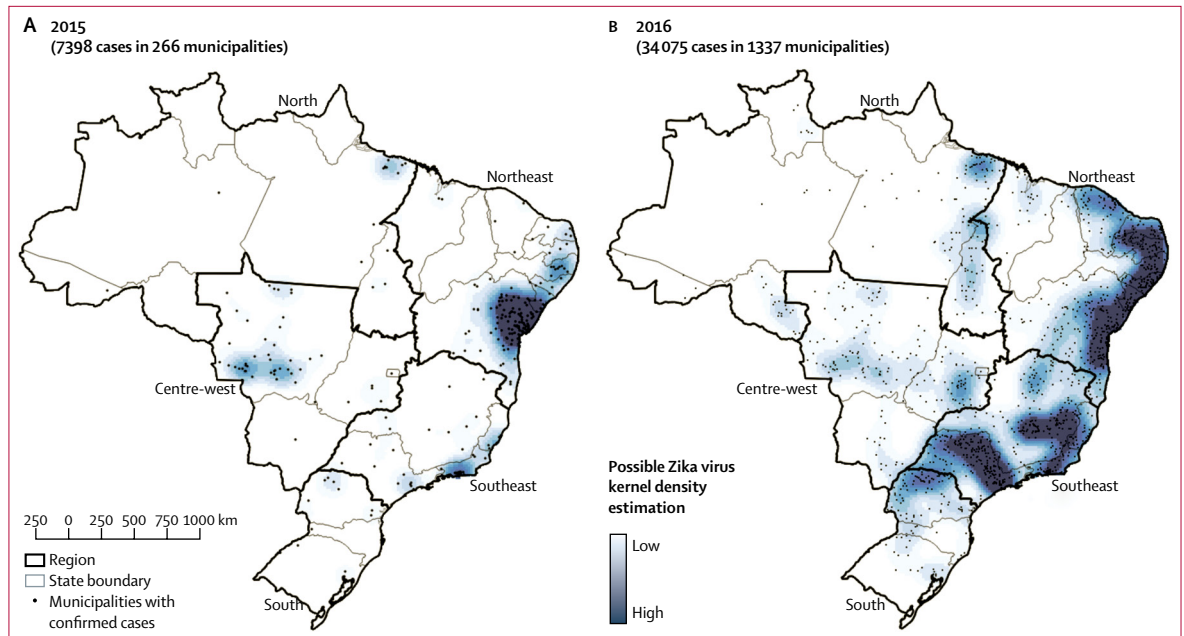 A 2015
(7398 cases in 266 municipalities)
North
Northeast
Centre-west
Southeast
South
250 0 250 500 750 1000 km
Region
State boundary
Municipalities with
confirmed cases
B 2016
(34 075 cases in 1337 municipalities)
North
Northeast
Centre-west
Southeast
South
Possible Zika virus
kernel density
estimation
Low
High